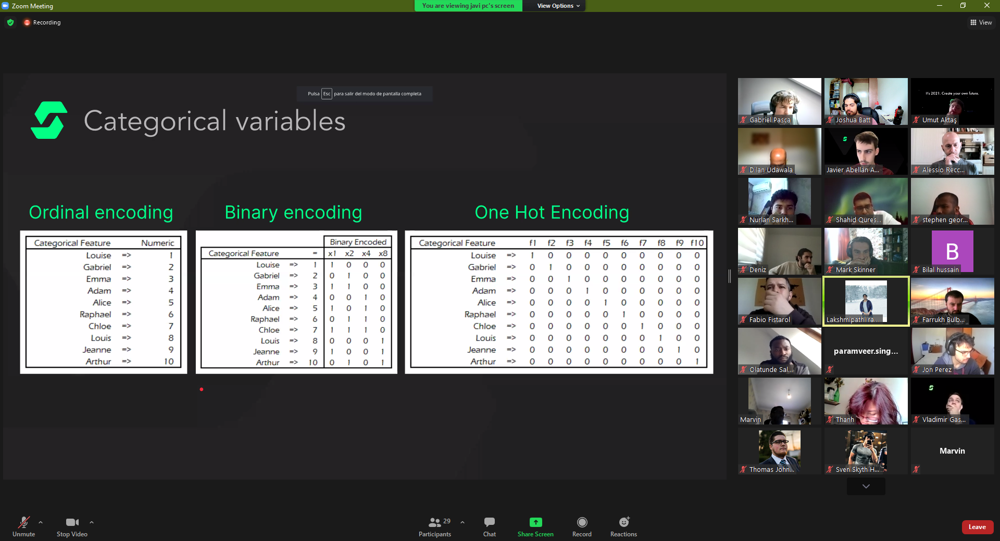 Zoom Meeting
You are viewing javi pc's screen
View Options
Recording
View
Pulsa Esc para salir del modo de pantalla completa
Categorical variables
Ordinal encoding
Categorical Feature Numeric
Louise => 1
Gabriel => 2
Emma => 3
Adam => 4
Alice => 5
Raphael => 6
Chloe => 7
Louis => 8
Jeanne => 9
Arthur => 10
Binary encoding
Binary Encoded
Categorical Feature = x1 x2 x4 x8
Louise => 1 1 0 0 0
Gabriel => 2 0 1 0 0
Emma => 3 1 1 0 0
Adam => 4 0 0 1 0
Alice => 5 1 0 1 0
Raphael => 6 0 1 1 0
Chloe => 7 1 1 1 0
Louis => 8 0 0 0 1
Jeanne => 9 1 0 0 1
Arthur => 10 0 1 0 1
One Hot Encoding
Categorical Feature f1 f2 f3 f4 f5 f6 f7 f8 f9 f10
Louise => 1 0 0 0 0 0 0 0 0 0
Gabriel => 0 1 0 0 0 0 0 0 0 0
Emma => 0 0 1 0 0 0 0 0 0 0
Adam => 0 0 0 1 0 0 0 0 0 0
Alice => 0 0 0 0 1 0 0 0 0 0
Raphael => 0 0 0 0 0 1 0 0 0 0
Chloe => 0 0 0 0 0 0 1 0 0 0
Louis => 0 0 0 0 0 0 0 1 0 0
Jeanne => 0 0 0 0 0 0 0 0 1 0
Arthur => 0 0 0 0 0 0 0 0 0 1
It's 2021. Create your own future.
Gabriel Pasca
Joshua Batt
Umut Aktaş
Dilan Udawala
Javier Abellán A...
Alessio Recc...
Nurlan Sarkh...
Shahid Qures...
stephen geor...
Deniz
Mark Skinner
B
Bilal hussain
Fabio Fistarol
Lakshmipathi ra...
Farrukh Bulb...
Olatunde Sal...
paramveer.sing...
Jon Perez
Marvin
Thanh
Vladimir Gas...
Thomas John...
Sven Skyth H...
Marvin
Unmute
Stop Video
29
Participants
Chat
Share Screen
Record
Reactions
Leave